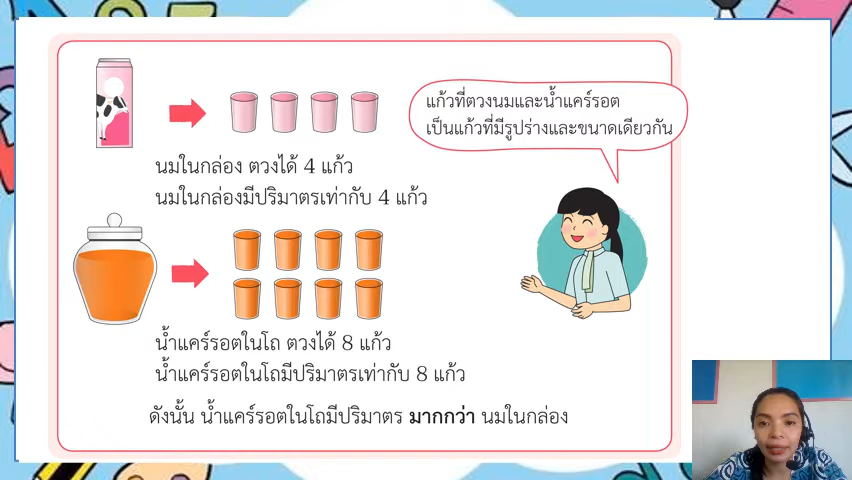 แก้วที่ตวงนมและน้ำแคร์รอต
เป็นแก้วที่มีรูปร่างและขนาดเดียวกัน
นมในกล่อง ตวงได้ 4 แก้ว
นมในกล่องมีปริมาตรเท่ากับ 4 แก้ว
น้ำแคร์รอตในโถ ตวงได้ 8 แก้ว
น้ำแคร์รอตในโถมีปริมาตรเท่ากับ 8 แก้ว
ดังนั้น น้ำแคร์รอตในโถมีปริมาตร มากกว่า นมในกล่อง